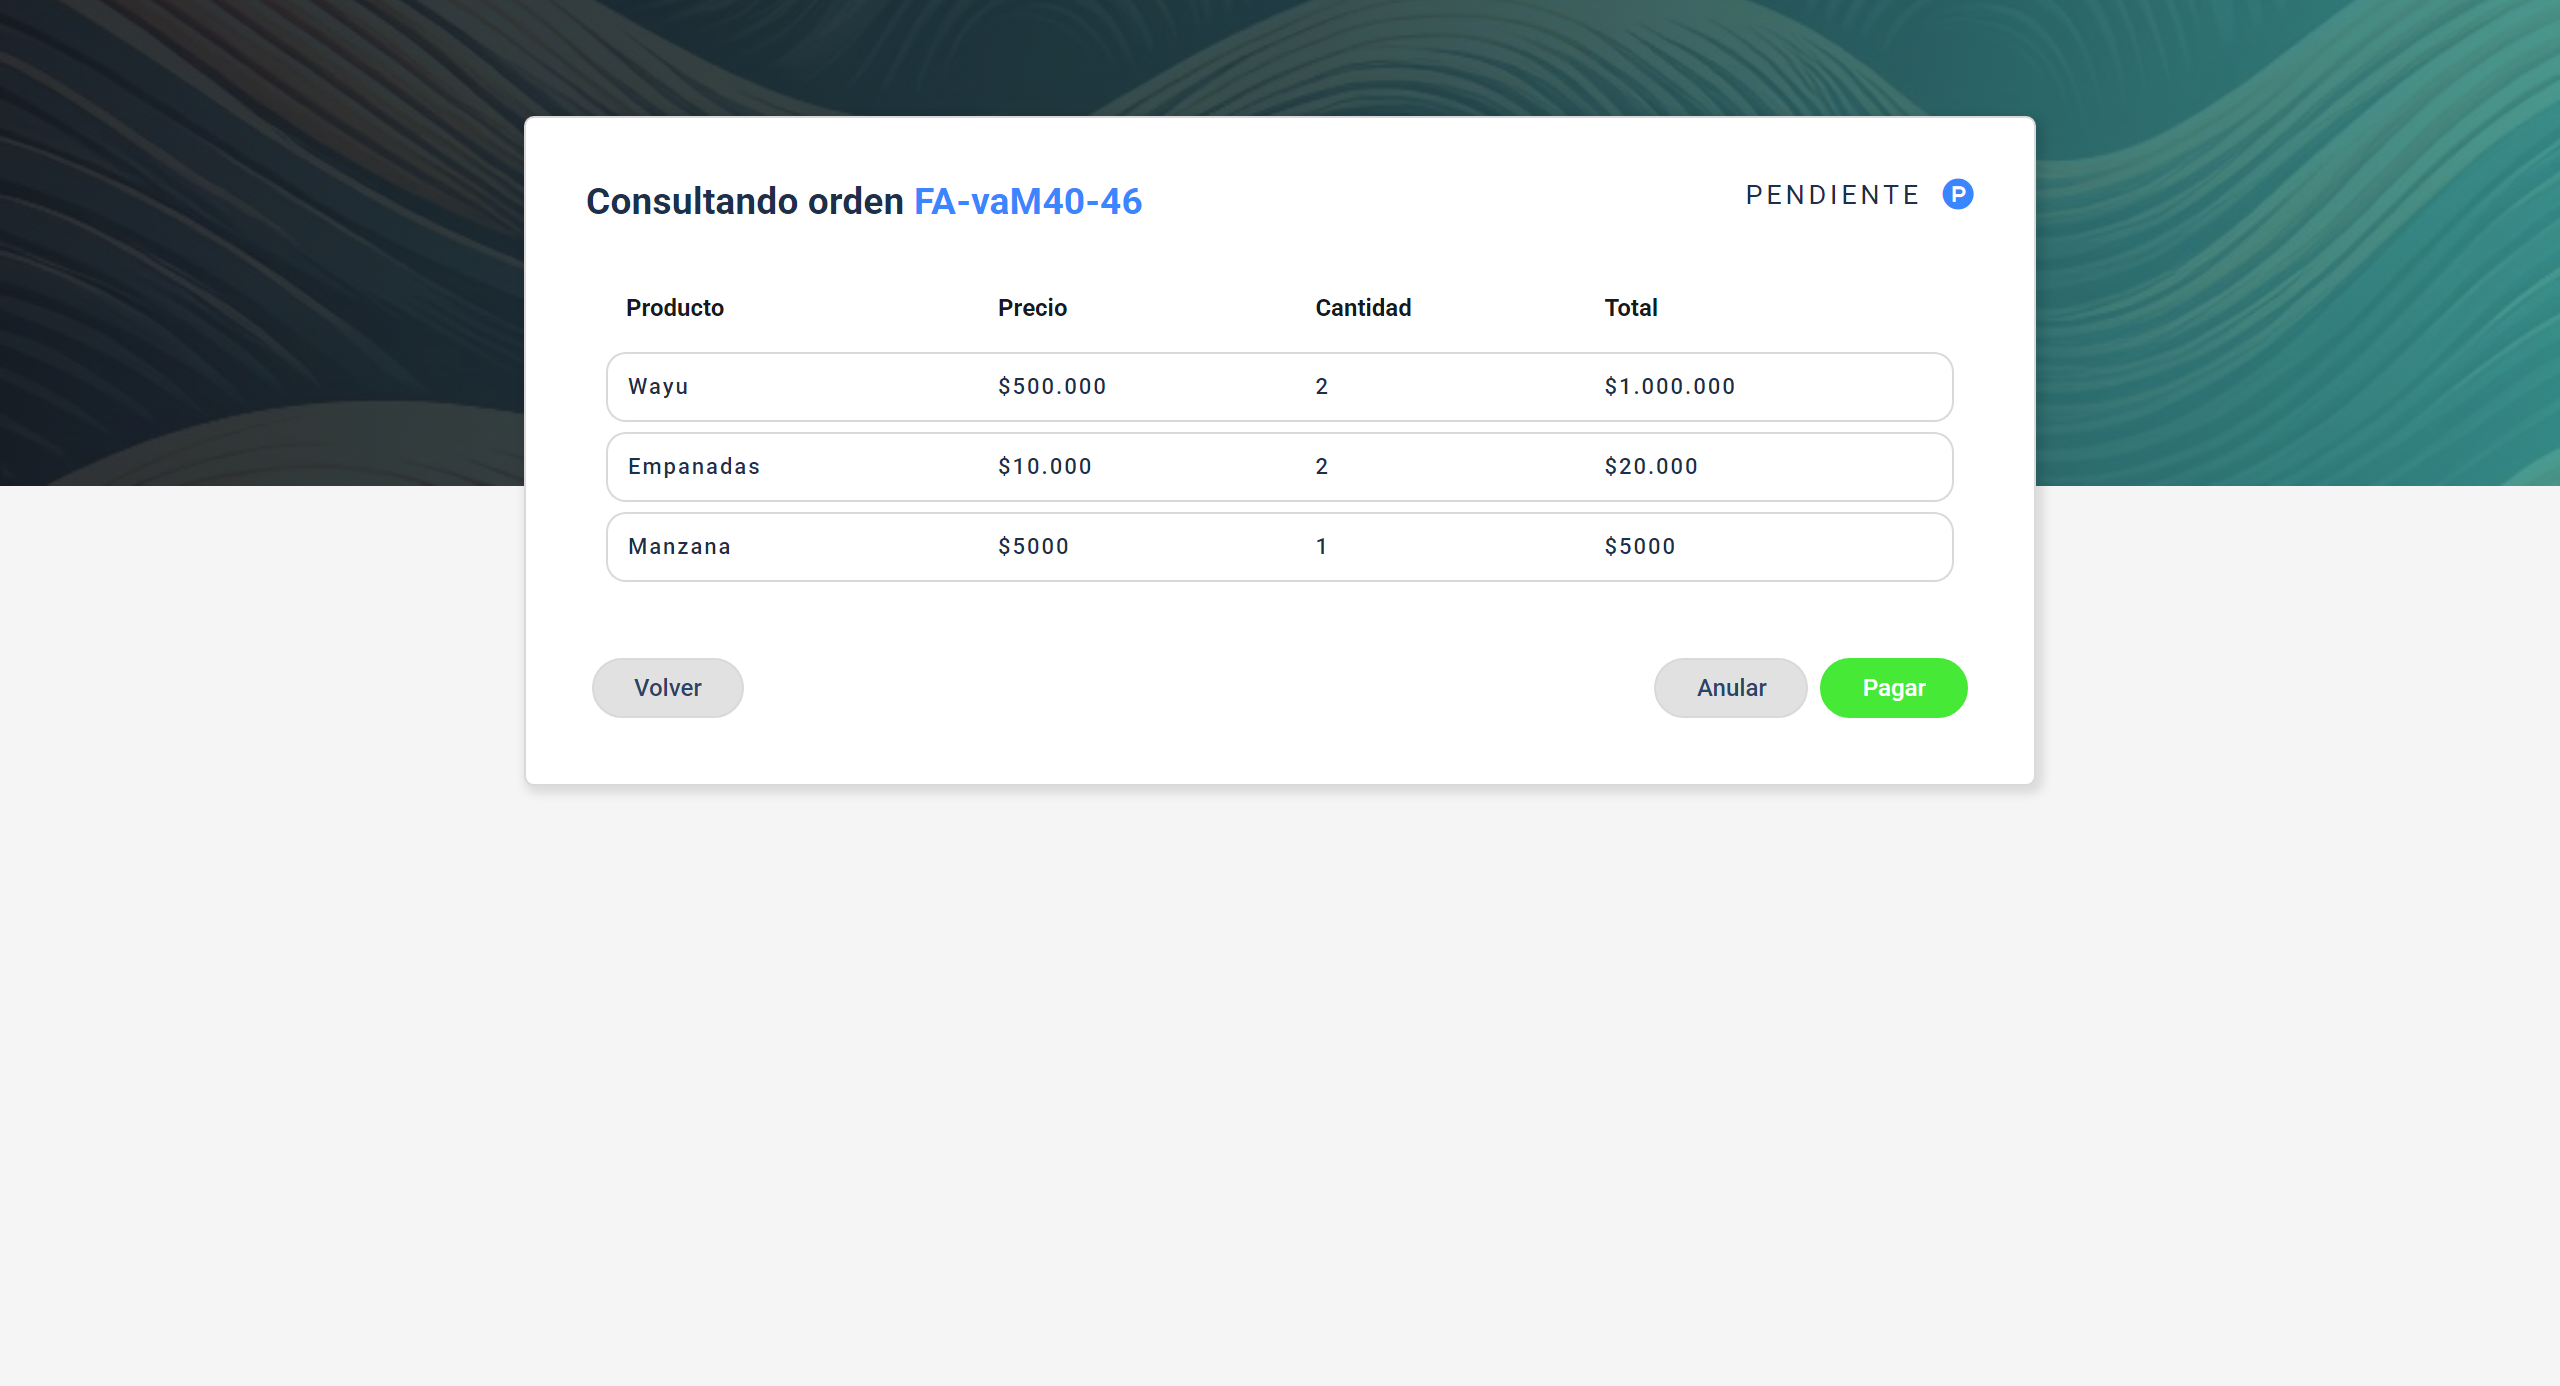 Consultando orden FA-vaM40-46
PENDIENTE P
Producto Precio Cantidad Total
Wayu $500.000 2 $1.000.000
Empanadas $10.000 2 $20.000
Manzana $5000 1 $5000
Volver Anular Pagar